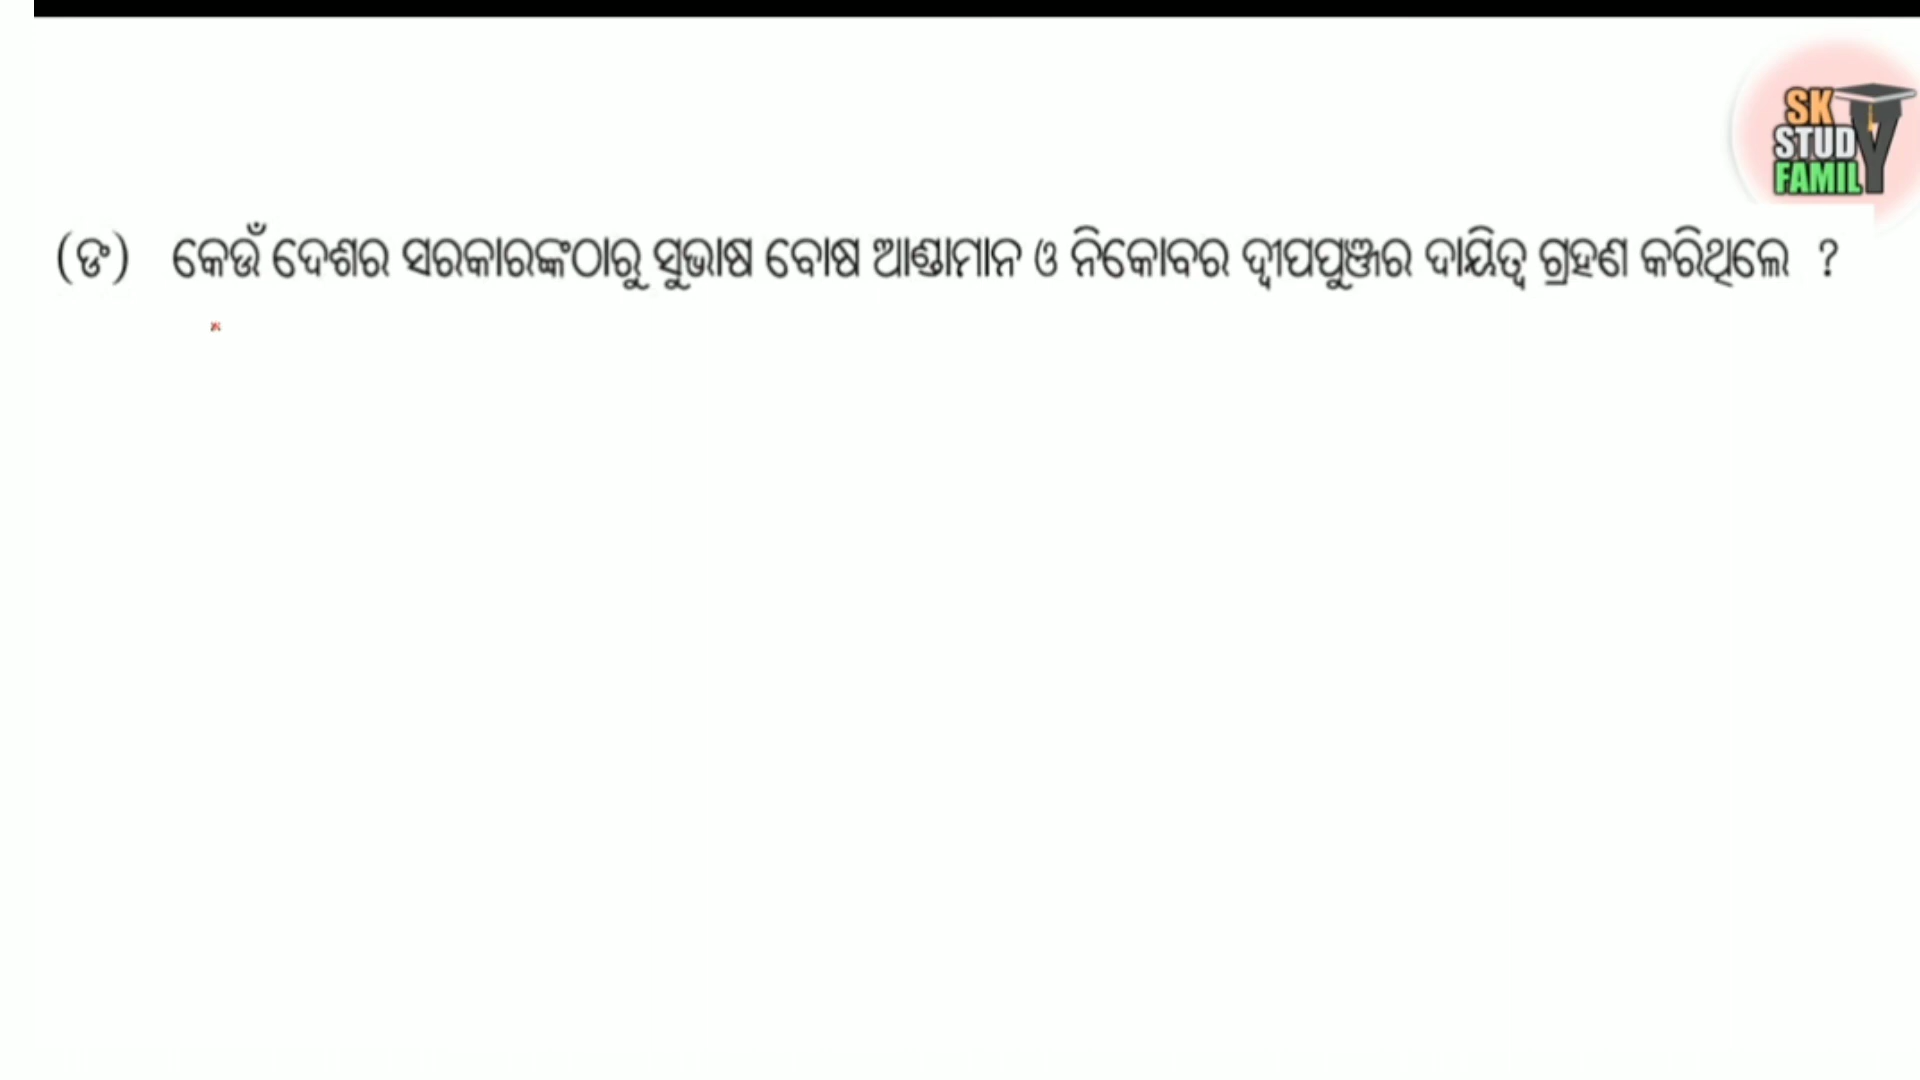 SK
STUDY
FAMILY
(ଙ) କେଉଁ ଦେଶର ସରକାରଙ୍କଠାରୁ ସୁଭାଷ ବୋଷ ଆଣ୍ଡାମାନ ଓ ନିକୋବର ଦ୍ୱୀପପୁଞ୍ଜର ଦାୟିତ୍ୱ ଗ୍ରହଣ କରିଥିଲେ ?